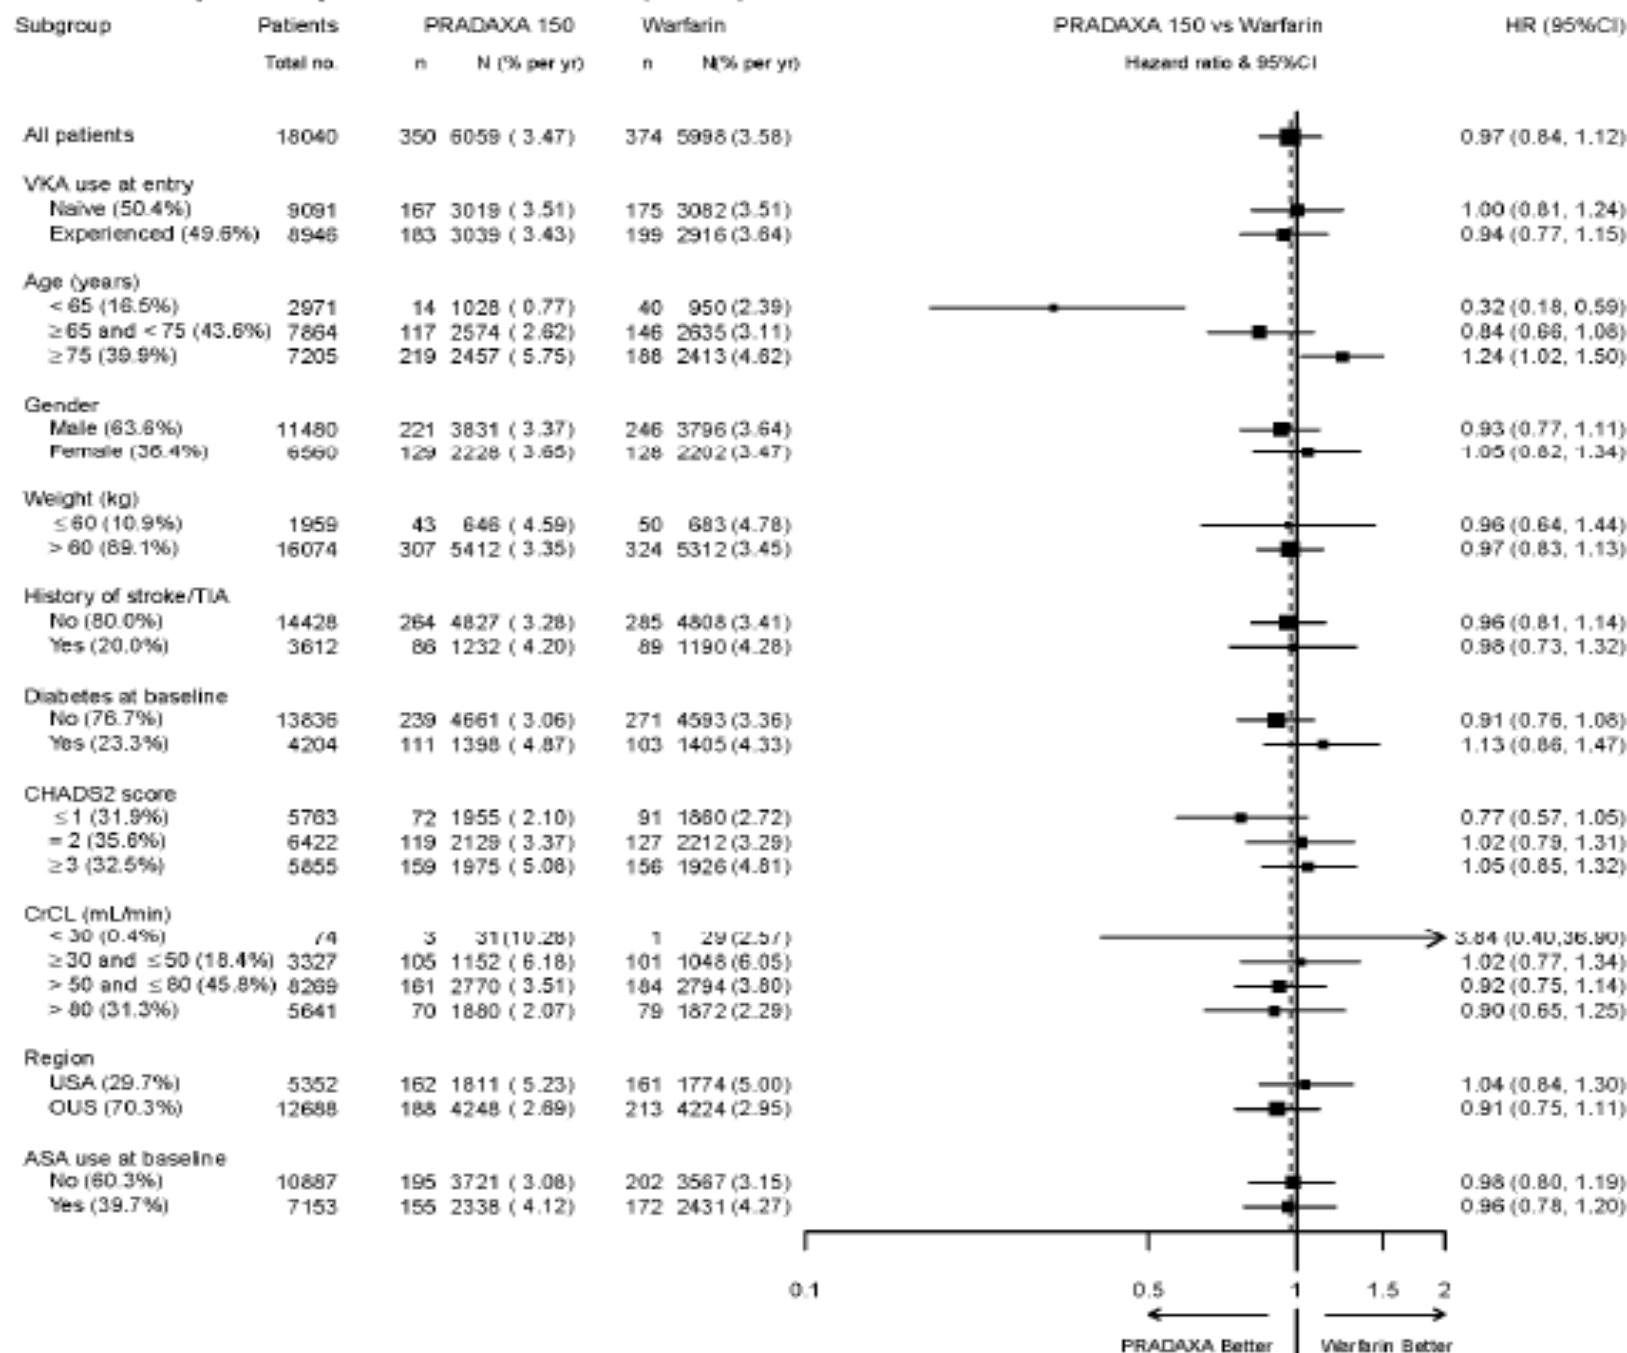 Subgroup Patients PRADAXA 150 Warfarin PRADAXA 150 vs Warfarin HR (95%CI)
Total no. n N (% per yr) n N(% per yr) Hazard ratio & 95%CI
All patients 18040 350 6059 ( 3.47) 374 5998 (3.58) 0.97 (0.84, 1.12)
VKA use at entry
Naive (50.4%) 9091 167 3019 ( 3.51) 175 3082 (3.51) 1.00 (0.81, 1.24)
Experienced (49.6%) 8946 183 3039 ( 3.43) 199 2916 (3.64) 0.94 (0.77, 1.15)
Age (years)
< 65 (16.5%) 2971 14 1028 ( 0.77) 40 950 (2.39) 0.32 (0.18, 0.59)
≥ 65 and < 75 (43.6%) 7864 117 2574 ( 2.62) 146 2635 (3.11) 0.84 (0.66, 1.08)
≥ 75 (39.9%) 7205 219 2457 ( 5.75) 188 2413 (4.62) 1.24 (1.02, 1.50)
Gender
Male (63.6%) 11480 221 3831 ( 3.37) 246 3796 (3.64) 0.93 (0.77, 1.11)
Female (36.4%) 6560 129 2228 ( 3.65) 128 2202 (3.47) 1.05 (0.82, 1.34)
Weight (kg)
≤ 60 (10.9%) 1959 43 646 ( 4.59) 50 683 (4.78) 0.96 (0.64, 1.44)
> 60 (89.1%) 16074 307 5412 ( 3.35) 324 5312 (3.45) 0.97 (0.83, 1.13)
History of stroke/TIA
No (80.0%) 14428 264 4827 ( 3.28) 285 4808 (3.41) 0.96 (0.81, 1.14)
Yes (20.0%) 3612 86 1232 ( 4.20) 89 1190 (4.28) 0.98 (0.73, 1.32)
Diabetes at baseline
No (76.7%) 13836 239 4661 ( 3.06) 271 4593 (3.36) 0.91 (0.76, 1.08)
Yes (23.3%) 4204 111 1398 ( 4.87) 103 1405 (4.33) 1.13 (0.86, 1.47)
CHADS2 score
≤ 1 (31.9%) 5763 72 1955 ( 2.10) 91 1860 (2.72) 0.77 (0.57, 1.05)
= 2 (35.6%) 6422 119 2129 ( 3.37) 127 2212 (3.29) 1.02 (0.79, 1.31)
≥ 3 (32.5%) 5855 159 1975 ( 5.08) 156 1926 (4.81) 1.05 (0.85, 1.32)
CrCL (mL/min)
< 30 (0.4%) 74 3 31 (10.28) 1 29 (2.57) 3.84 (0.40,36.90)
≥ 30 and ≤ 50 (18.4%) 3327 105 1152 ( 6.18) 101 1048 (6.05) 1.02 (0.77, 1.34)
> 50 and ≤ 80 (45.8%) 8269 161 2770 ( 3.51) 184 2794 (3.80) 0.92 (0.75, 1.14)
> 80 (31.3%) 5641 70 1880 ( 2.07) 79 1872 (2.29) 0.90 (0.65, 1.25)
Region
USA (29.7%) 5352 162 1811 ( 5.23) 161 1774 (5.00) 1.04 (0.84, 1.30)
OUS (70.3%) 12688 188 4248 ( 2.69) 213 4224 (2.95) 0.91 (0.75, 1.11)
ASA use at baseline
No (60.3%) 10887 195 3721 ( 3.08) 202 3567 (3.15) 0.98 (0.80, 1.19)
Yes (39.7%) 7153 155 2338 ( 4.12) 172 2431 (4.27) 0.96 (0.78, 1.20)
0.1 0.5 1 1.5 2
PRADAXA Better Warfarin Better